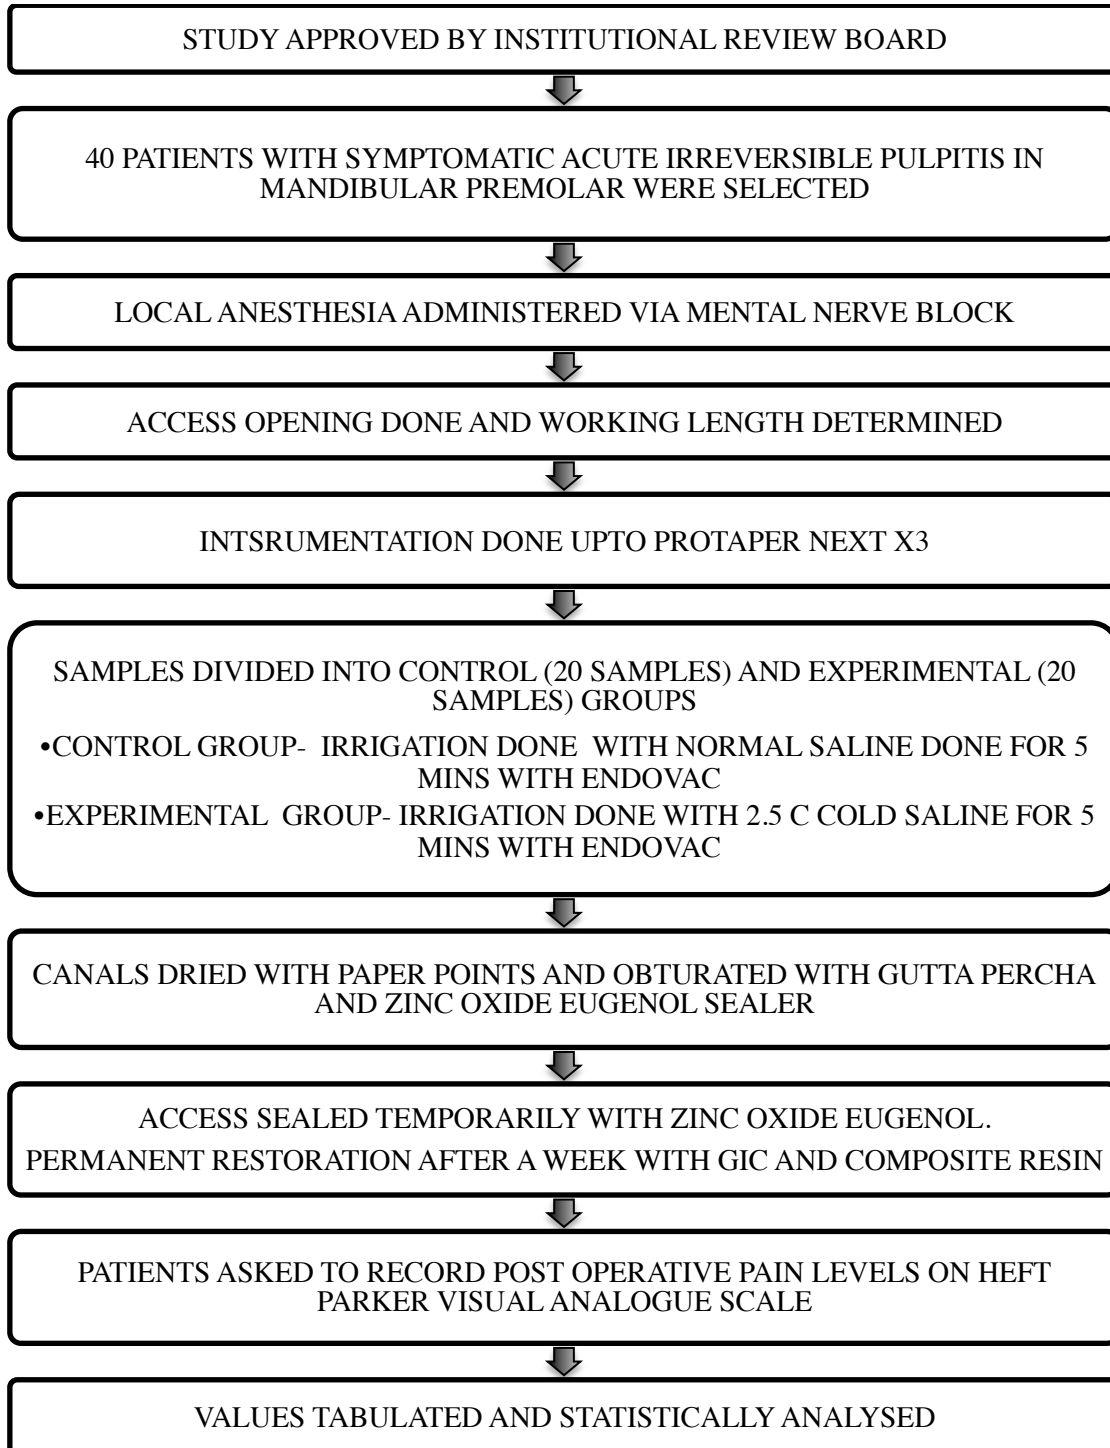 STUDY APPROVED BY INSTITUTIONAL REVIEW BOARD
40 PATIENTS WITH SYMPTOMATIC ACUTE IRREVERSIBLE PULPITIS IN
MANDIBULAR PREMOLAR WERE SELECTED
LOCAL ANESTHESIA ADMINISTERED VIA MENTAL NERVE BLOCK
ACCESS OPENING DONE AND WORKING LENGTH DETERMINED
INTSRUMENTATION DONE UPTO PROTAPER NEXT X3
SAMPLES DIVIDED INTO CONTROL (20 SAMPLES) AND EXPERIMENTAL (20
SAMPLES) GROUPS
•CONTROL GROUP- IRRIGATION DONE WITH NORMAL SALINE DONE FOR 5
MINS WITH ENDOVAC
•EXPERIMENTAL GROUP- IRRIGATION DONE WITH 2.5 C COLD SALINE FOR 5
MINS WITH ENDOVAC
CANALS DRIED WITH PAPER POINTS AND OBTURATED WITH GUTTA PERCHA
AND ZINC OXIDE EUGENOL SEALER
ACCESS SEALED TEMPORARILY WITH ZINC OXIDE EUGENOL.
PERMANENT RESTORATION AFTER A WEEK WITH GIC AND COMPOSITE RESIN
PATIENTS ASKED TO RECORD POST OPERATIVE PAIN LEVELS ON HEFT
PARKER VISUAL ANALOGUE SCALE
VALUES TABULATED AND STATISTICALLY ANALYSED